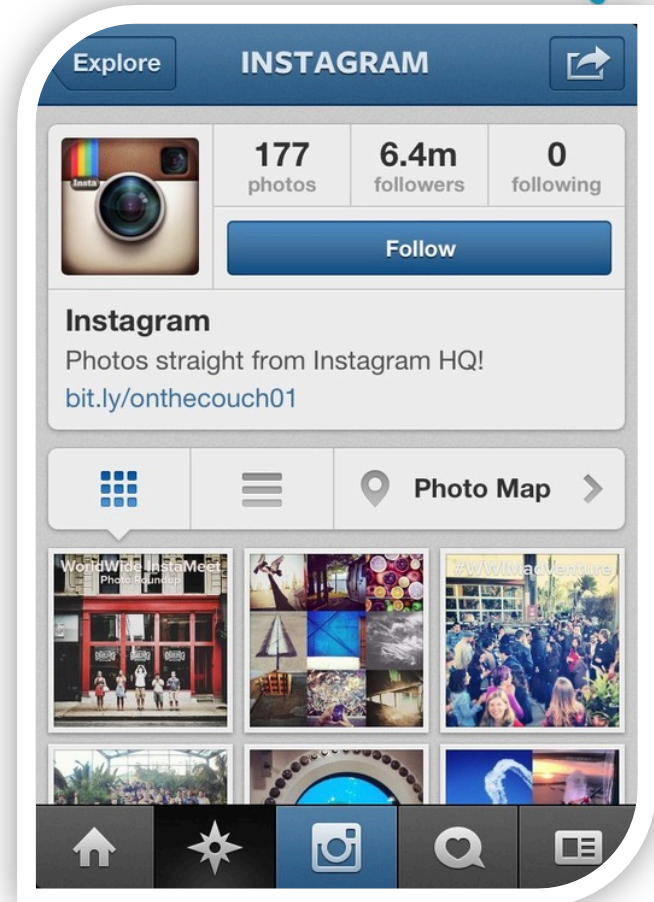 Explore
INSTAGRAM
Insta
177
photos
6.4m
followers
0
following
Follow
Instagram
Photos straight from Instagram HQ!
bit.ly/onthecouch01
Photo Map
WorldWide InstaMeet
Photo Roundup
#WWIMadventure